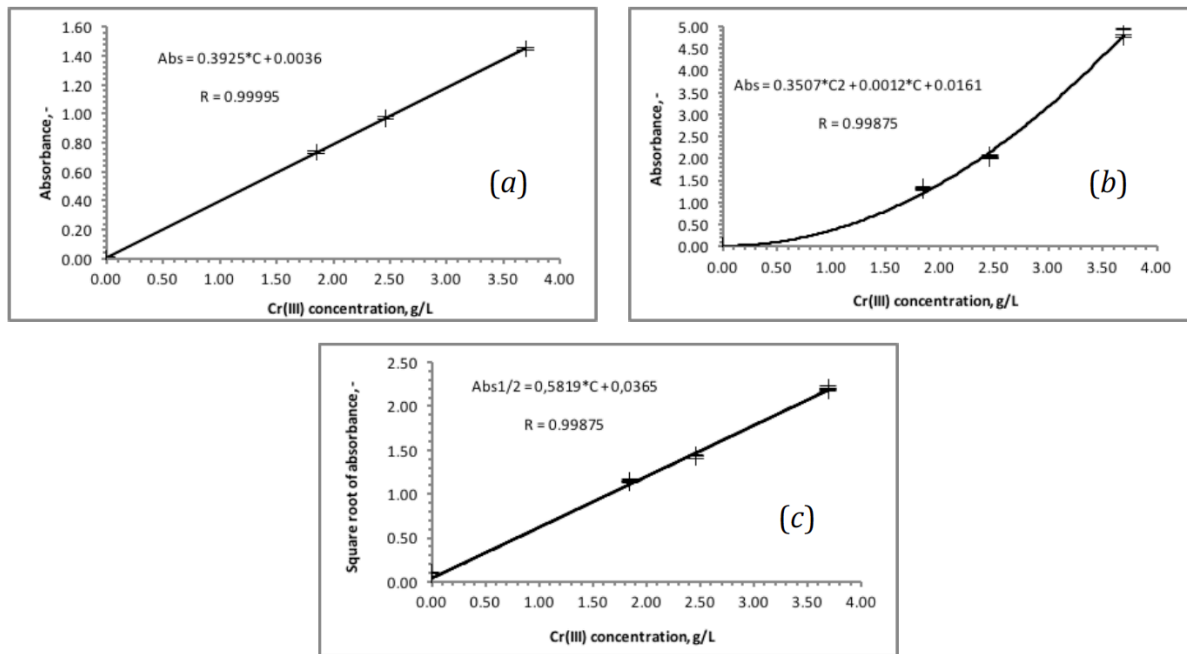 (a)
1.60
1.40
1.20
1.00
0.80
0.60
0.40
0.20
0.00
Absorbance, -
Abs = 0.3925*C + 0.0036
R = 0.99995
0.00 0.50 1.00 1.50 2.00 2.50 3.00 3.50 4.00
Cr(III) concentration, g/L
(b)
5.00
4.50
4.00
3.50
3.00
2.50
2.00
1.50
1.00
0.50
0.00
Absorbance, -
Abs = 0.3507*C2 + 0.0012*C + 0.0161
R = 0.99875
0.00 0.50 1.00 1.50 2.00 2.50 3.00 3.50 4.00
Cr(III) concentration, g/L
(c)
2.50
2.00
1.50
1.00
0.50
0.00
Square root of absorbance, -
Abs1/2 = 0,5819*C + 0,0365
R = 0.99875
0.00 0.50 1.00 1.50 2.00 2.50 3.00 3.50 4.00
Cr(III) concentration, g/L